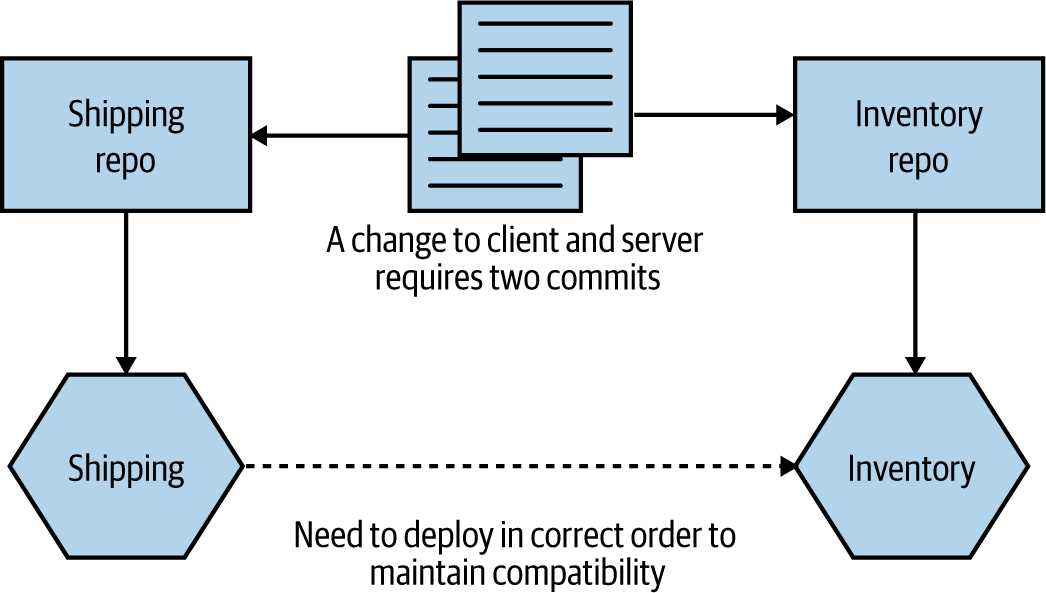 Shipping
repo
Inventory
repo
A change to client and server
requires two commits
Shipping
Inventory
Need to deploy in correct order to
maintain compatibility